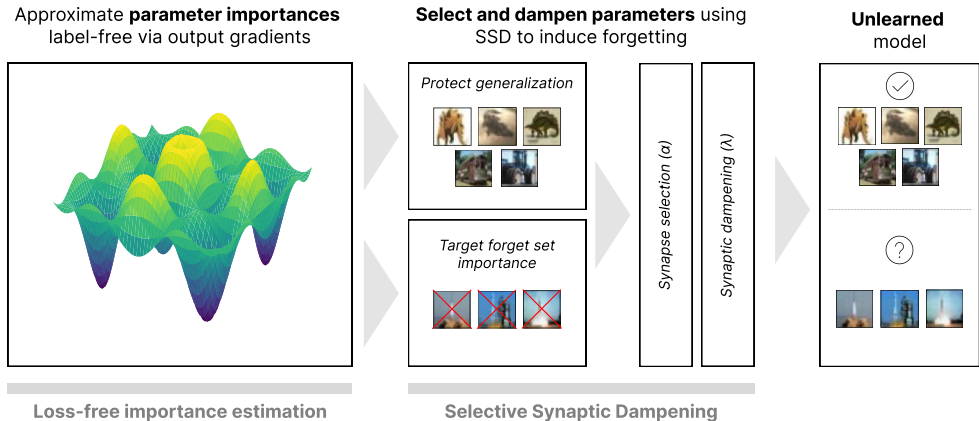 Approximate parameter importances
label-free via output gradients
Select and dampen parameters using
SSD to induce forgetting
Unlearned
model
Protect generalization
Target forget set
importance
Synapse selection (α)
Synaptic dampening (λ)
?
Loss-free importance estimation
Selective Synaptic Dampening